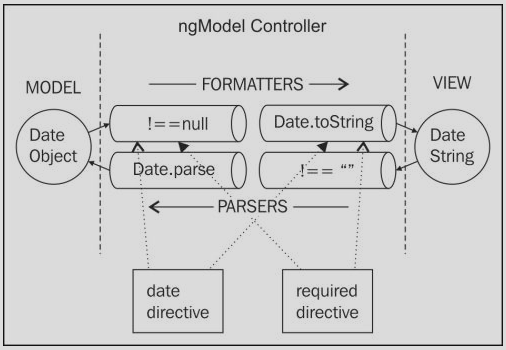 ngModel Controller
MODEL
FORMATTERS
VIEW
Date
Object
!==null
Date.toString
Date
String
Date.parse
!== “”
PARSERS
date
directive
required
directive